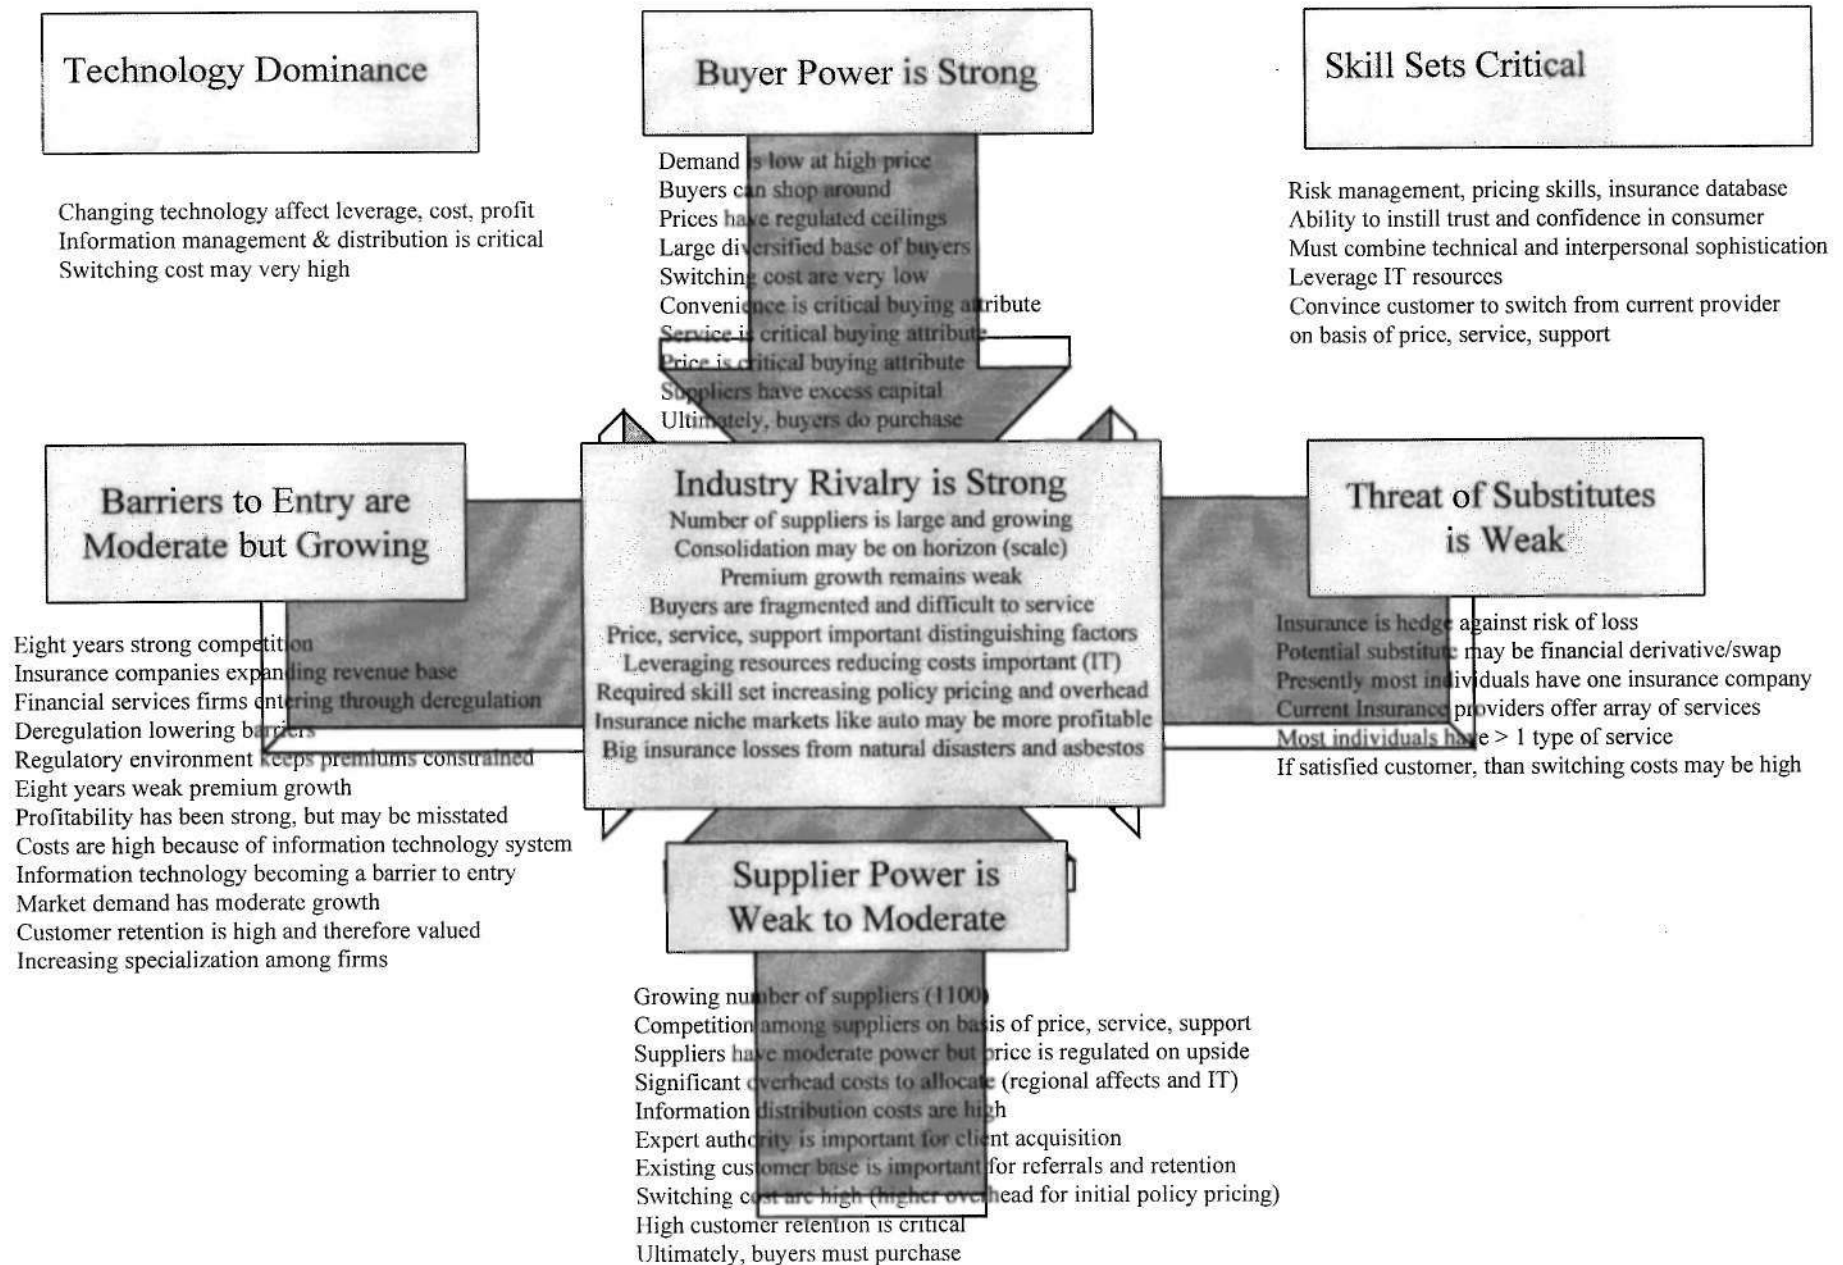 Technology Dominance
Changing technology affect leverage, cost, profit
Information management & distribution is critical
Switching cost may very high
Buyer Power is Strong
Demand is low at high price
Buyers can shop around
Prices have regulated ceilings
Large diversified base of buyers
Switching cost are very low
Convenience is critical buying attribute
Service is critical buying attribute
Price is critical buying attribute
Suppliers have excess capital
Ultimately, buyers do purchase
Skill Sets Critical
Risk management, pricing skills, insurance database
Ability to instill trust and confidence in consumer
Must combine technical and interpersonal sophistication
Leverage IT resources
Convince customer to switch from current provider
on basis of price, service, support
Barriers to Entry are
Moderate but Growing
Eight years strong competition
Insurance companies expanding revenue base
Financial services firms entering through deregulation
Deregulation lowering barriers
Regulatory environment keeps premiums constrained
Eight years weak premium growth
Profitability has been strong, but may be misstated
Costs are high because of information technology system
Information technology becoming a barrier to entry
Market demand has moderate growth
Customer retention is high and therefore valued
Increasing specialization among firms
Industry Rivalry is Strong
Number of suppliers is large and growing
Consolidation may be on horizon (scale)
Premium growth remains weak
Buyers are fragmented and difficult to service
Price, service, support important distinguishing factors
Leveraging resources reducing costs important (IT)
Required skill set increasing policy pricing and overhead
Insurance niche markets like auto may be more profitable
Big insurance losses from natural disasters and asbestos
Threat of Substitutes
is Weak
Insurance is hedge against risk of loss
Potential substitute may be financial derivative/swap
Presently most individuals have one insurance company
Current Insurance providers offer array of services
Most individuals have > 1 type of service
If satisfied customer, than switching costs may be high
Supplier Power is
Weak to Moderate
Growing number of suppliers (1100)
Competition among suppliers on basis of price, service, support
Suppliers have moderate power but price is regulated on upside
Significant overhead costs to allocate (regional affects and IT)
Information distribution costs are high
Expert authority is important for client acquisition
Existing customer base is important for referrals and retention
Switching cost are high (higher overhead for initial policy pricing)
High customer retention is critical
Ultimately, buyers must purchase